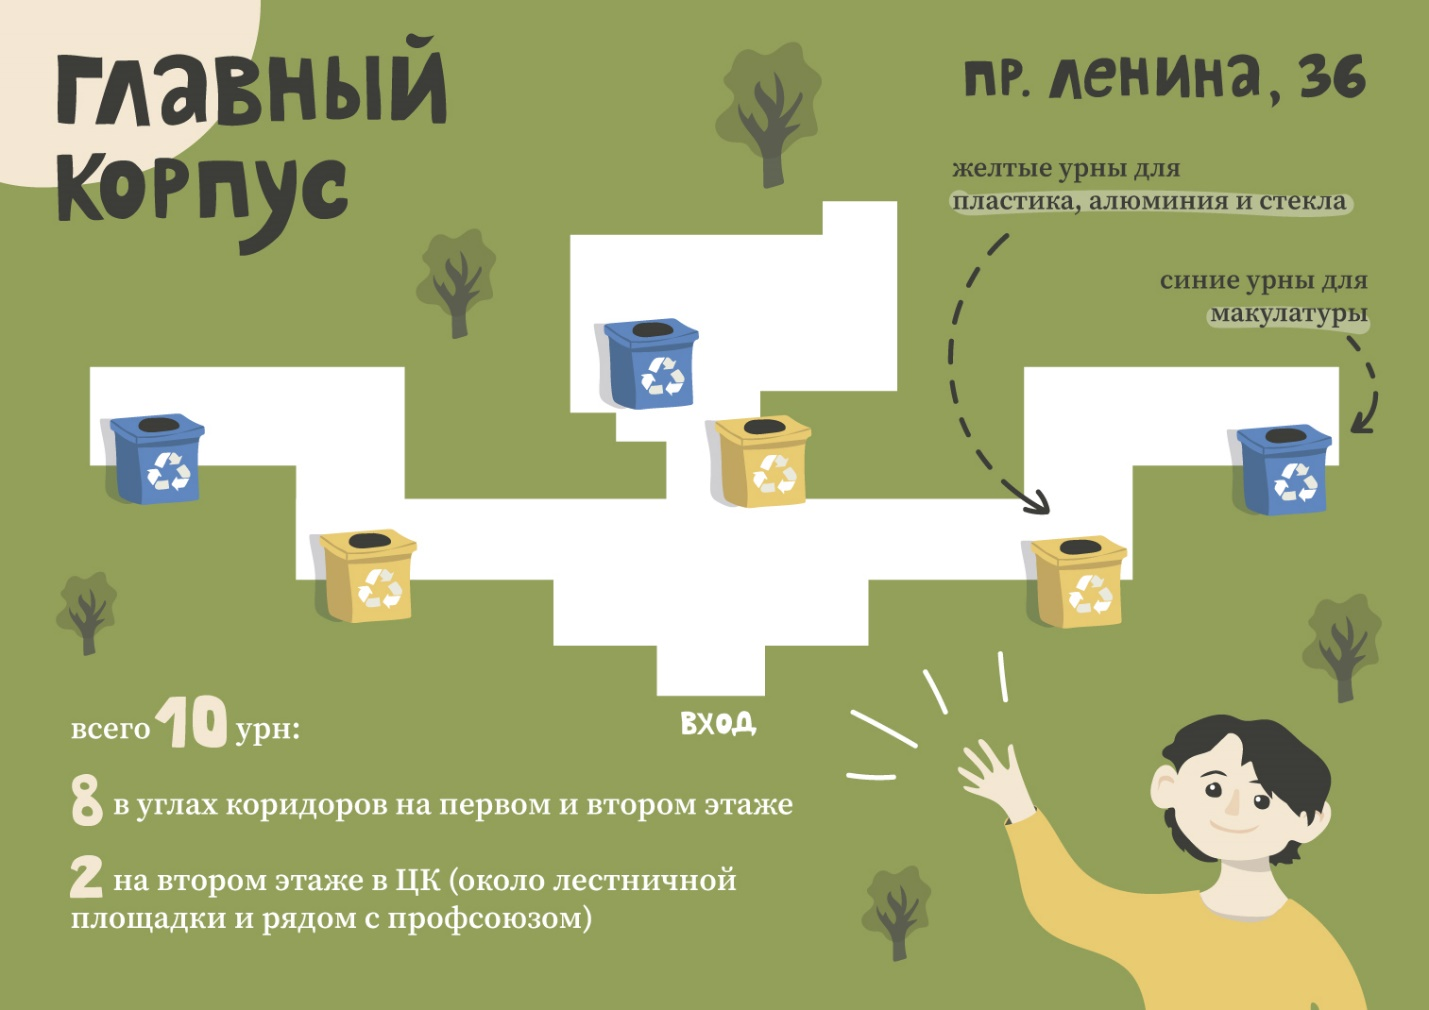 главный
корпус
пр. ленина, 36
желтые урны для
пластика, алюминия и стекла
синие урны для
макулатуры
вход
всего 10 урн:
8 в углах коридоров на первом и втором этаже
2 на втором этаже в ЦК (около лестничной
площадки и рядом с профсоюзом)